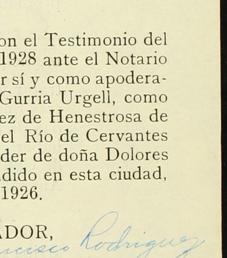 on el Testimonio del
1928 ante el Notario
r sí y como apodera-
Gurria Urgell, como
ez de Henestrosa de
el Río de Cervantes
der de doña Dolores
dido en esta ciudad,
1926.
ADOR,
ncisco Rodriguez